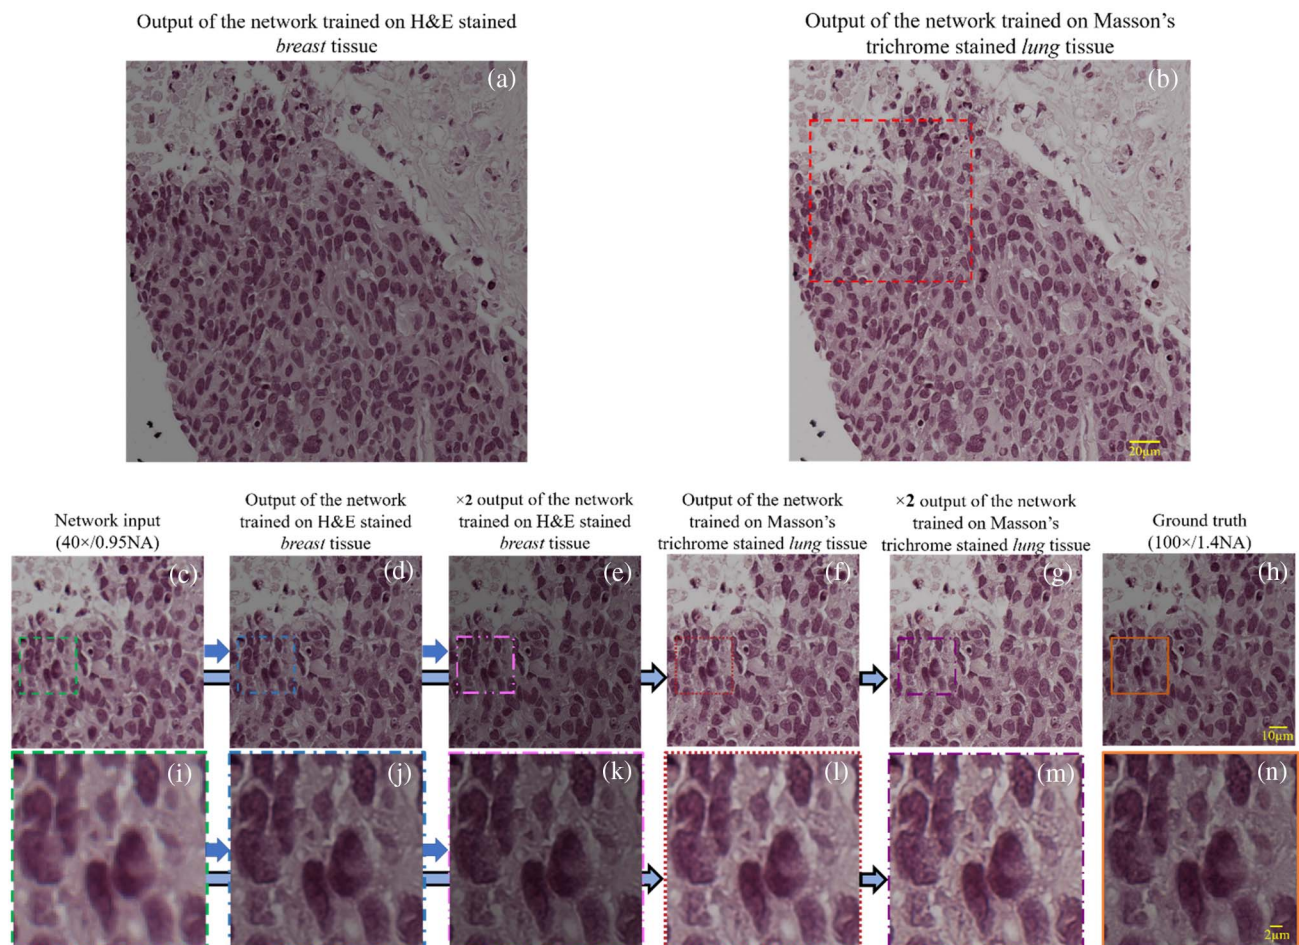 Output of the network trained on H&E stained
breast tissue
Output of the network trained on Masson's
trichrome stained lung tissue
(a)
(b)
20μm
Network input
(40×/0.95NA)
Output of the network
trained on H&E stained
breast tissue
×2 output of the network
trained on H&E stained
breast tissue
Output of the network
trained on Masson's
trichrome stained lung tissue
×2 output of the network
trained on Masson's
trichrome stained lung tissue
Ground truth
(100×/1.4NA)
(c)
(d)
(e)
(f)
(g)
(h)
10μm
(i)
(j)
(k)
(l)
(m)
(n)
2μm